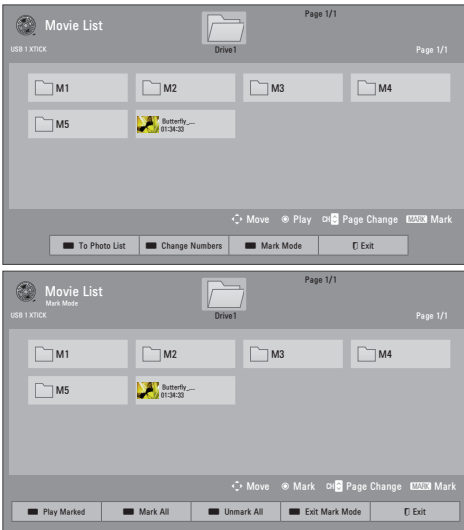 Page 1/1
Movie List
USB 1 XTICK
Drive1
Page 1/1
M1
M2
M3
M4
M5
Butterfly_...
01:34:33
Move
Play
CH Page Change
MARK Mark
To Photo List
Change Numbers
Mark Mode
Exit
Page 1/1
Movie List
Mark Mode
USB 1 XTICK
Drive1
Page 1/1
M1
M2
M3
M4
M5
Butterfly_...
01:34:33
Move
Mark
CH Page Change
MARK Mark
Play Marked
Mark All
Unmark All
Exit Mark Mode
Exit